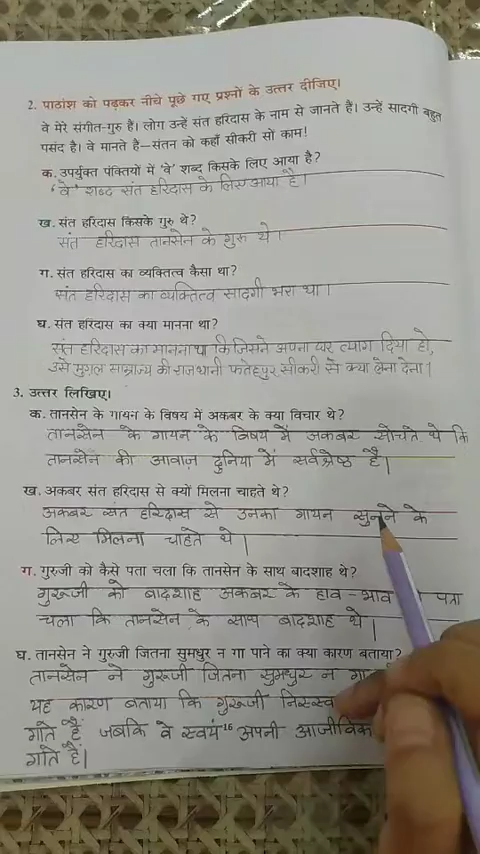 2. पाठांश को पढ़कर नीचे पूछे गए प्रश्नों के उत्तर दीजिए।
वे मेरे संगीत-गुरु हैं। लोग उन्हें संत हरिदास के नाम से जानते हैं। उन्हें सादगी बहुत
पसंद है। वे मानते हैं—संतन को कहाँ सीकरी सों काम!
क. उपर्युक्त पंक्तियों में 'वे' शब्द किसके लिए आया है?
'वे' शब्द संत हरिदास के लिए आया है।
ख. संत हरिदास किसके गुरु थे?
संत हरिदास तानसेन के गुरु थे।
ग. संत हरिदास का व्यक्तित्व कैसा था?
संत हरिदास का व्यक्तित्व सादगी भरा था।
घ. संत हरिदास का क्या मानना था?
संत हरिदास का मानना था कि जिसने अपना घर त्याग दिया हो,
उसे मुगल साम्राज्य की राजधानी फतेहपुर सीकरी से क्या लेना देना।
3. उत्तर लिखिए।
क. तानसेन के गायन के विषय में अकबर के क्या विचार थे?
तानसेन के गायन के विषय में अकबर सोचते थे कि
तानसेन की आवाज़ दुनिया में सर्वश्रेष्ठ है।
ख. अकबर संत हरिदास से क्यों मिलना चाहते थे?
अकबर संत हरिदास से उनका गायन सुनने के
लिए मिलना चाहते थे।
ग. गुरुजी को कैसे पता चला कि तानसेन के साथ बादशाह थे?
गुरूजी को बादशाह अकबर के हाव-भाव पता
चला कि तानसेन के साथ बादशाह थे।
घ. तानसेन ने गुरुजी जितना सुमधुर न गा पाने का क्या कारण बताया?
तानसेन ने गुरूजी जितना सुमधुर न
यह कारण बताया कि गुरूजी
गाते हैं जबकि वे स्वयं 16 अपनी
गाते हैं।